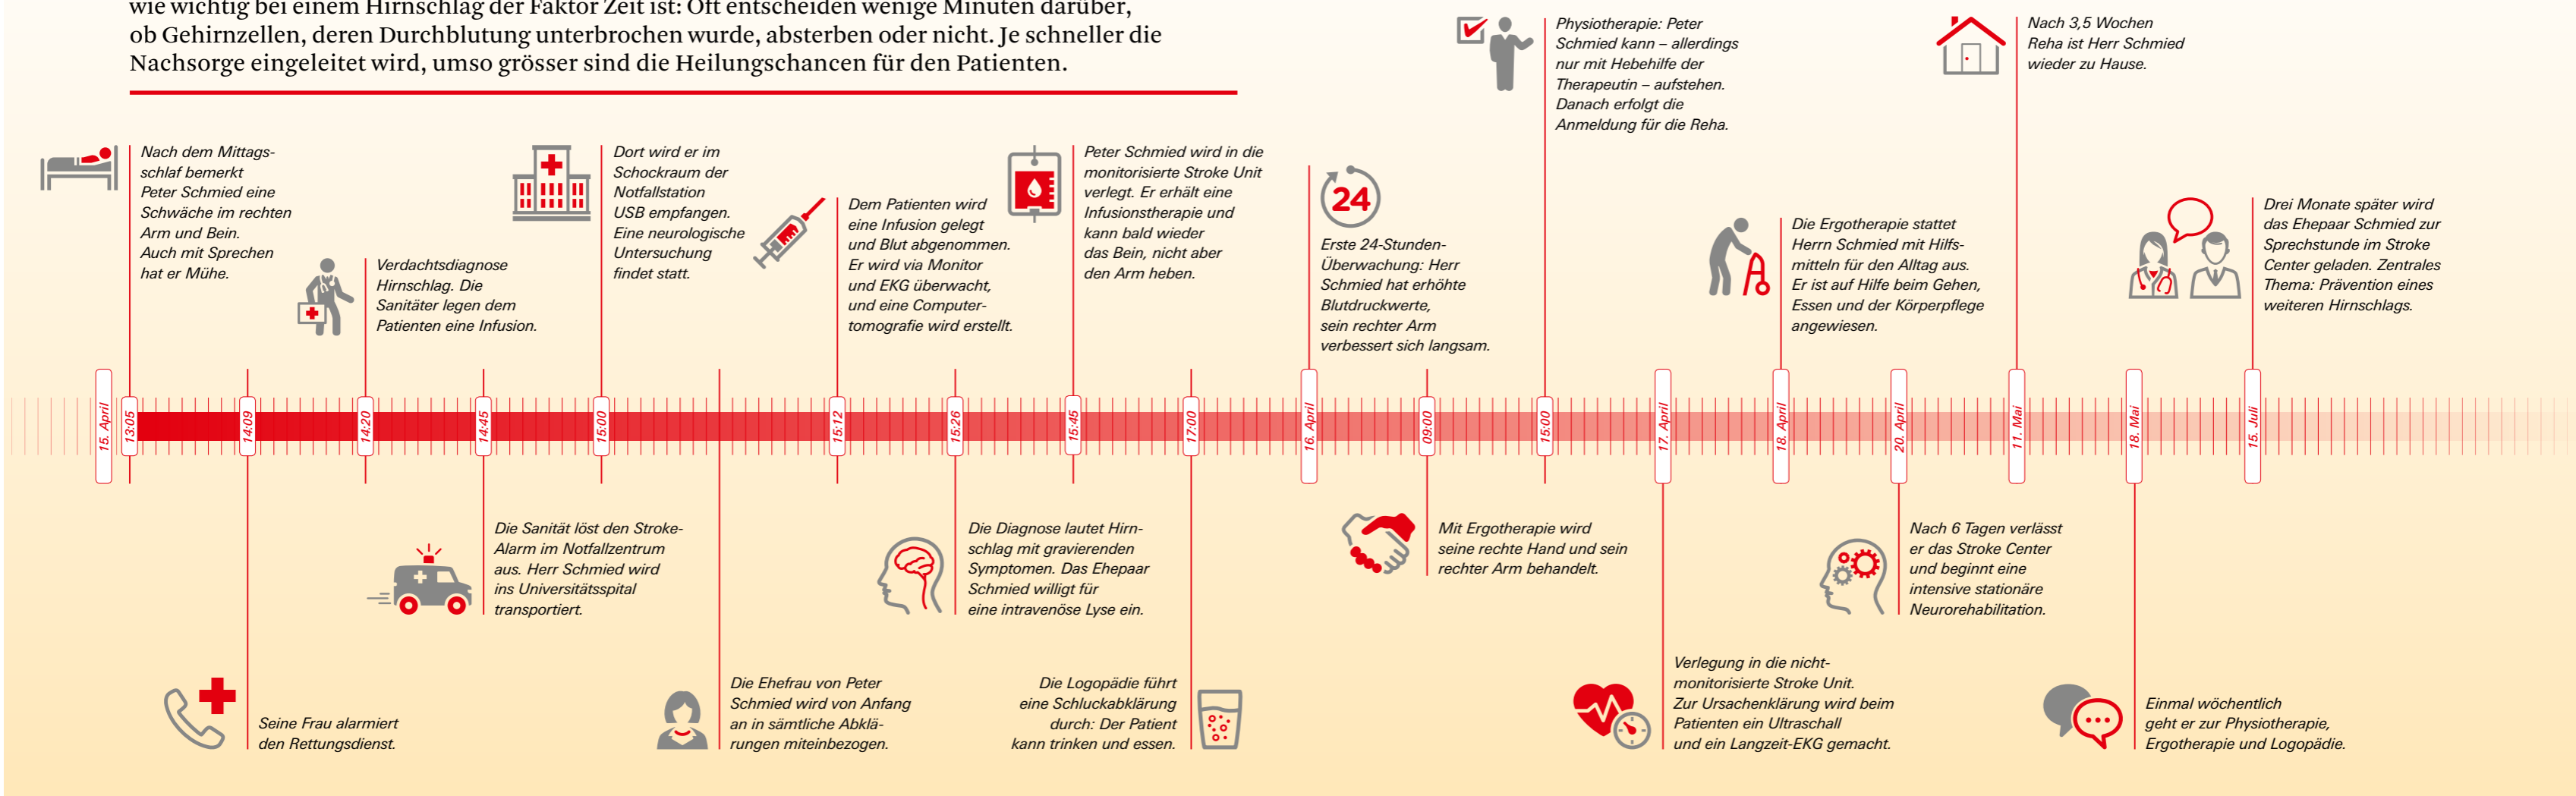 wie wichtig bei einem Hirnschlag der Faktor Zeit ist: Oft entscheiden wenige Minuten darüber,
ob Gehirnzellen, deren Durchblutung unterbrochen wurde, absterben oder nicht. Je schneller die
Nachsorge eingeleitet wird, umso grösser sind die Heilungschancen für den Patienten.
15. April
13:05
Nach dem Mittags-
schlaf bemerkt
Peter Schmied eine
Schwäche im rechten
Arm und Bein.
Auch mit Sprechen
hat er Mühe.
14:09
Seine Frau alarmiert
den Rettungsdienst.
14:20
Verdachtsdiagnose
Hirnschlag. Die
Sanitäter legen dem
Patienten eine Infusion.
14:45
Die Sanität löst den Stroke-
Alarm im Notfallzentrum
aus. Herr Schmied wird
ins Universitätsspital
transportiert.
15:00
Dort wird er im
Schockraum der
Notfallstation
USB empfangen.
Eine neurologische
Untersuchung
findet statt.
Die Ehefrau von Peter
Schmied wird von Anfang
an in sämtliche Abklä-
rungen miteinbezogen.
15:12
Dem Patienten wird
eine Infusion gelegt
und Blut abgenommen.
Er wird via Monitor
und EKG überwacht,
und eine Computer-
tomografie wird erstellt.
15:26
Die Diagnose lautet Hirn-
schlag mit gravierenden
Symptomen. Das Ehepaar
Schmied willigt für
eine intravenöse Lyse ein.
15:45
Peter Schmied wird in die
monitorisierte Stroke Unit
verlegt. Er erhält eine
Infusionstherapie und
kann bald wieder
das Bein, nicht aber
den Arm heben.
17:00
Die Logopädie führt
eine Schluckabklärung
durch: Der Patient
kann trinken und essen.
16. April
24
Erste 24-Stunden-
Überwachung: Herr
Schmied hat erhöhte
Blutdruckwerte,
sein rechter Arm
verbessert sich langsam.
09:00
Mit Ergotherapie wird
seine rechte Hand und sein
rechter Arm behandelt.
15:00
Physiotherapie: Peter
Schmied kann – allerdings
nur mit Hebehilfe der
Therapeutin – aufstehen.
Danach erfolgt die
Anmeldung für die Reha.
17. April
Verlegung in die nicht-
monitorisierte Stroke Unit.
Zur Ursachenklärung wird beim
Patienten ein Ultraschall
und ein Langzeit-EKG gemacht.
18. April
Die Ergotherapie stattet
Herrn Schmied mit Hilfs-
mitteln für den Alltag aus.
Er ist auf Hilfe beim Gehen,
Essen und der Körperpflege
angewiesen.
20. April
Nach 6 Tagen verlässt
er das Stroke Center
und beginnt eine
intensive stationäre
Neurorehabilitation.
11. Mai
Nach 3,5 Wochen
Reha ist Herr Schmied
wieder zu Hause.
18. Mai
Einmal wöchentlich
geht er zur Physiotherapie,
Ergotherapie und Logopädie.
15. Juli
Drei Monate später wird
das Ehepaar Schmied zur
Sprechstunde im Stroke
Center geladen. Zentrales
Thema: Prävention eines
weiteren Hirnschlags.